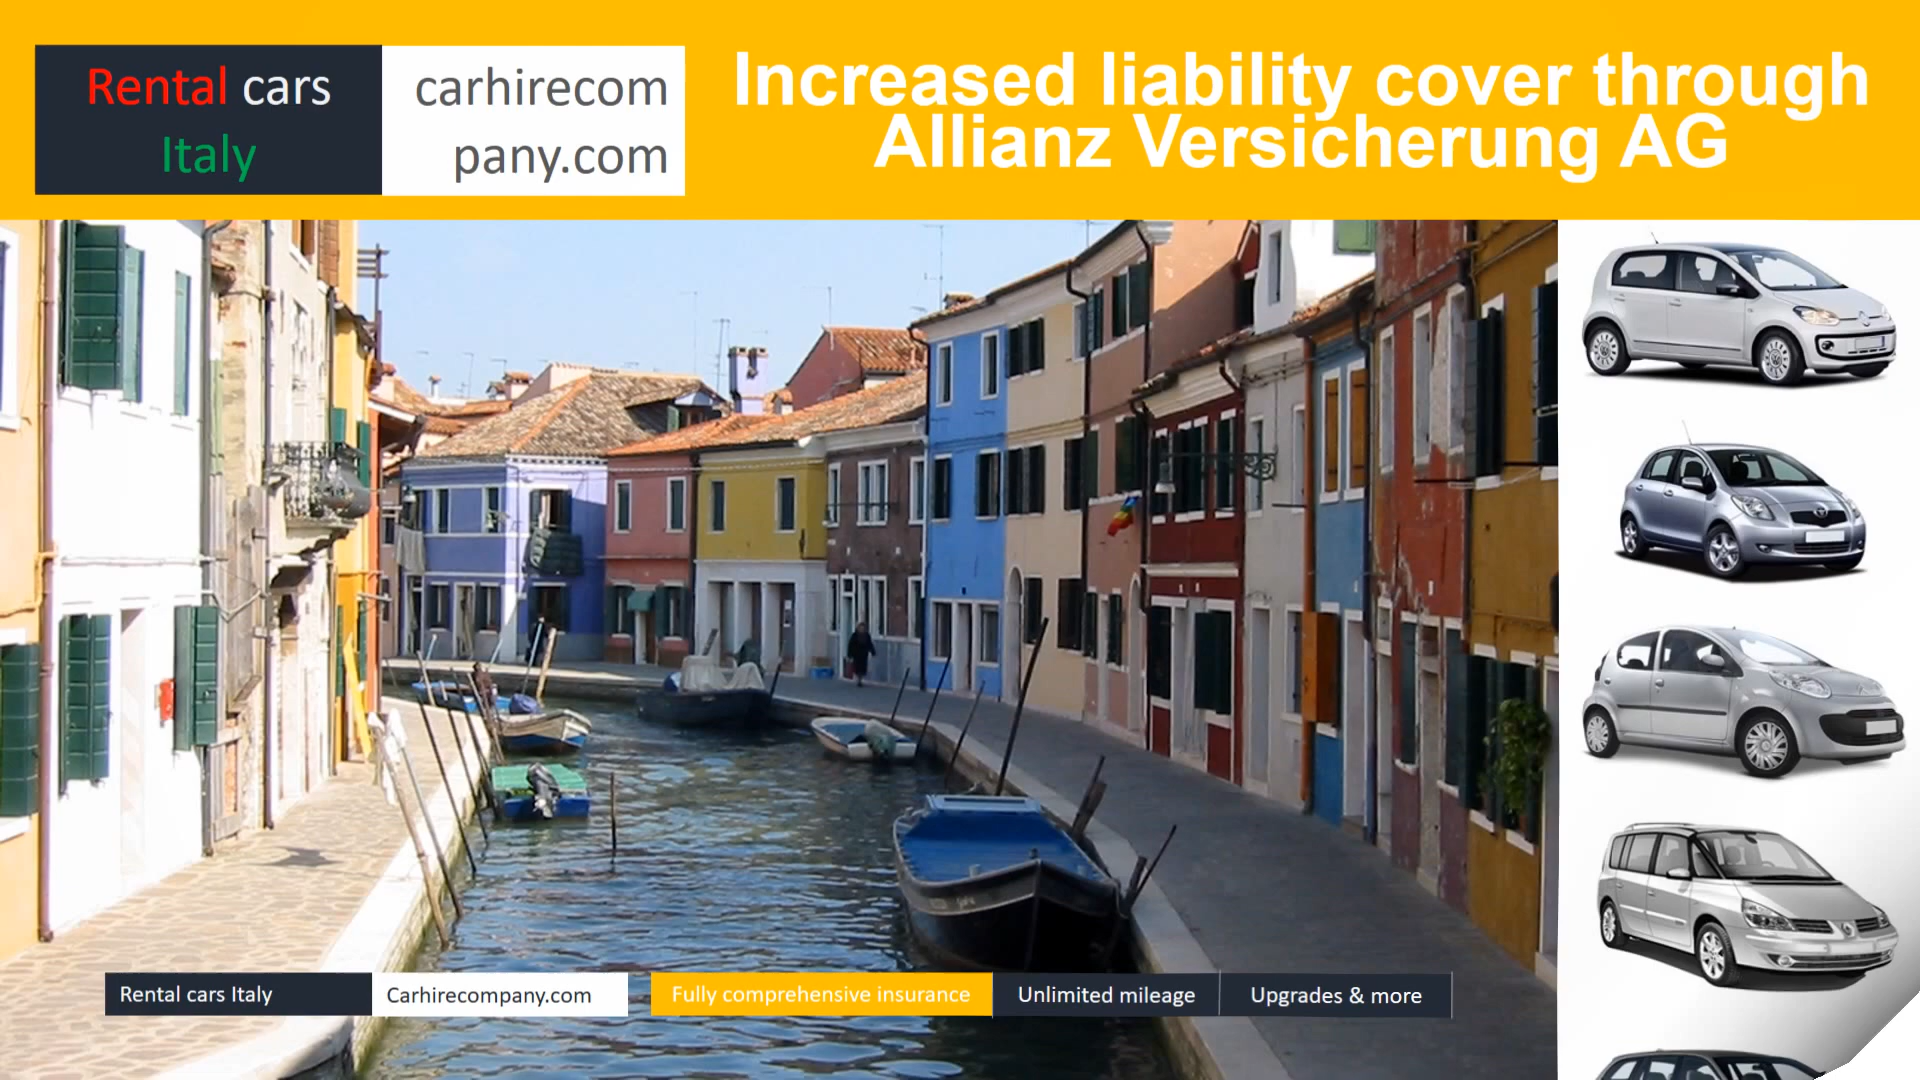 Rental cars
Italy
carhirecom
pany.com
Increased liability cover through
Allianz Versicherung AG
Rental cars Italy
Carhirecompany.com
Fully comprehensive insurance
Unlimited mileage
Upgrades & more